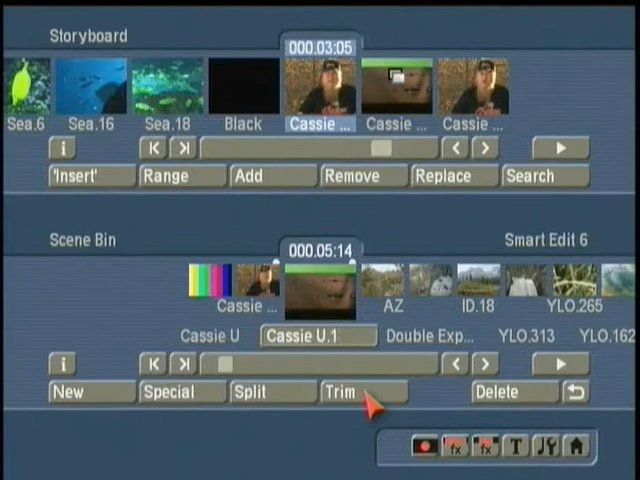 Storyboard
000.03:05
Sea.6 Sea.16 Sea.18 Black Cassie ... Cassie ... Cassie ...
i
'Insert' Range Add Remove Replace Search
Scene Bin 000.05:14 Smart Edit 6
Cassie ... AZ ID.18 YLO.265
Cassie U Cassie U.1 Double Exp... YLO.313 YLO.162
i
New Special Split Trim Delete
fx fx T